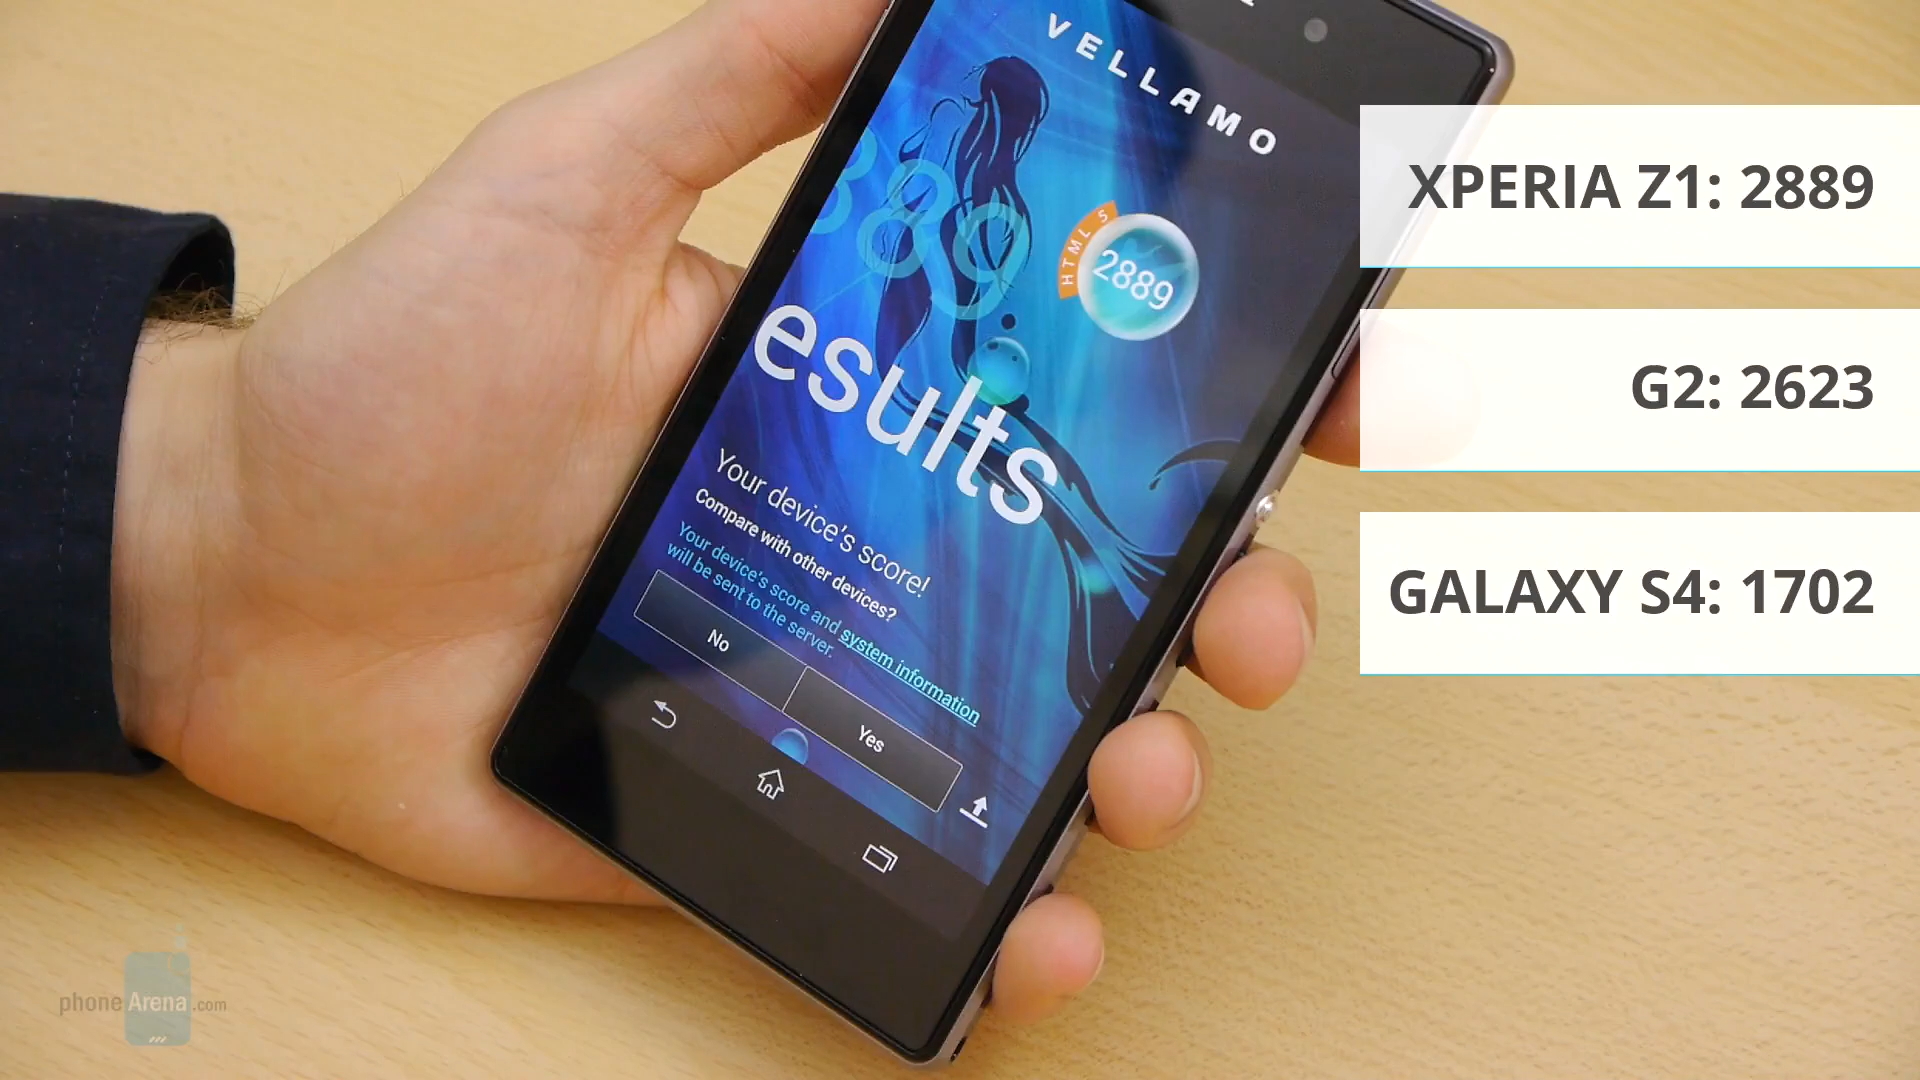 VELLAMO
XPERIA Z1: 2889
889
HTML 5
2889
esults
G2: 2623
Your device's score!
Compare with other devices?
Your device's score and system information
will be sent to the server.
GALAXY S4: 1702
No
Yes
phoneArena.com